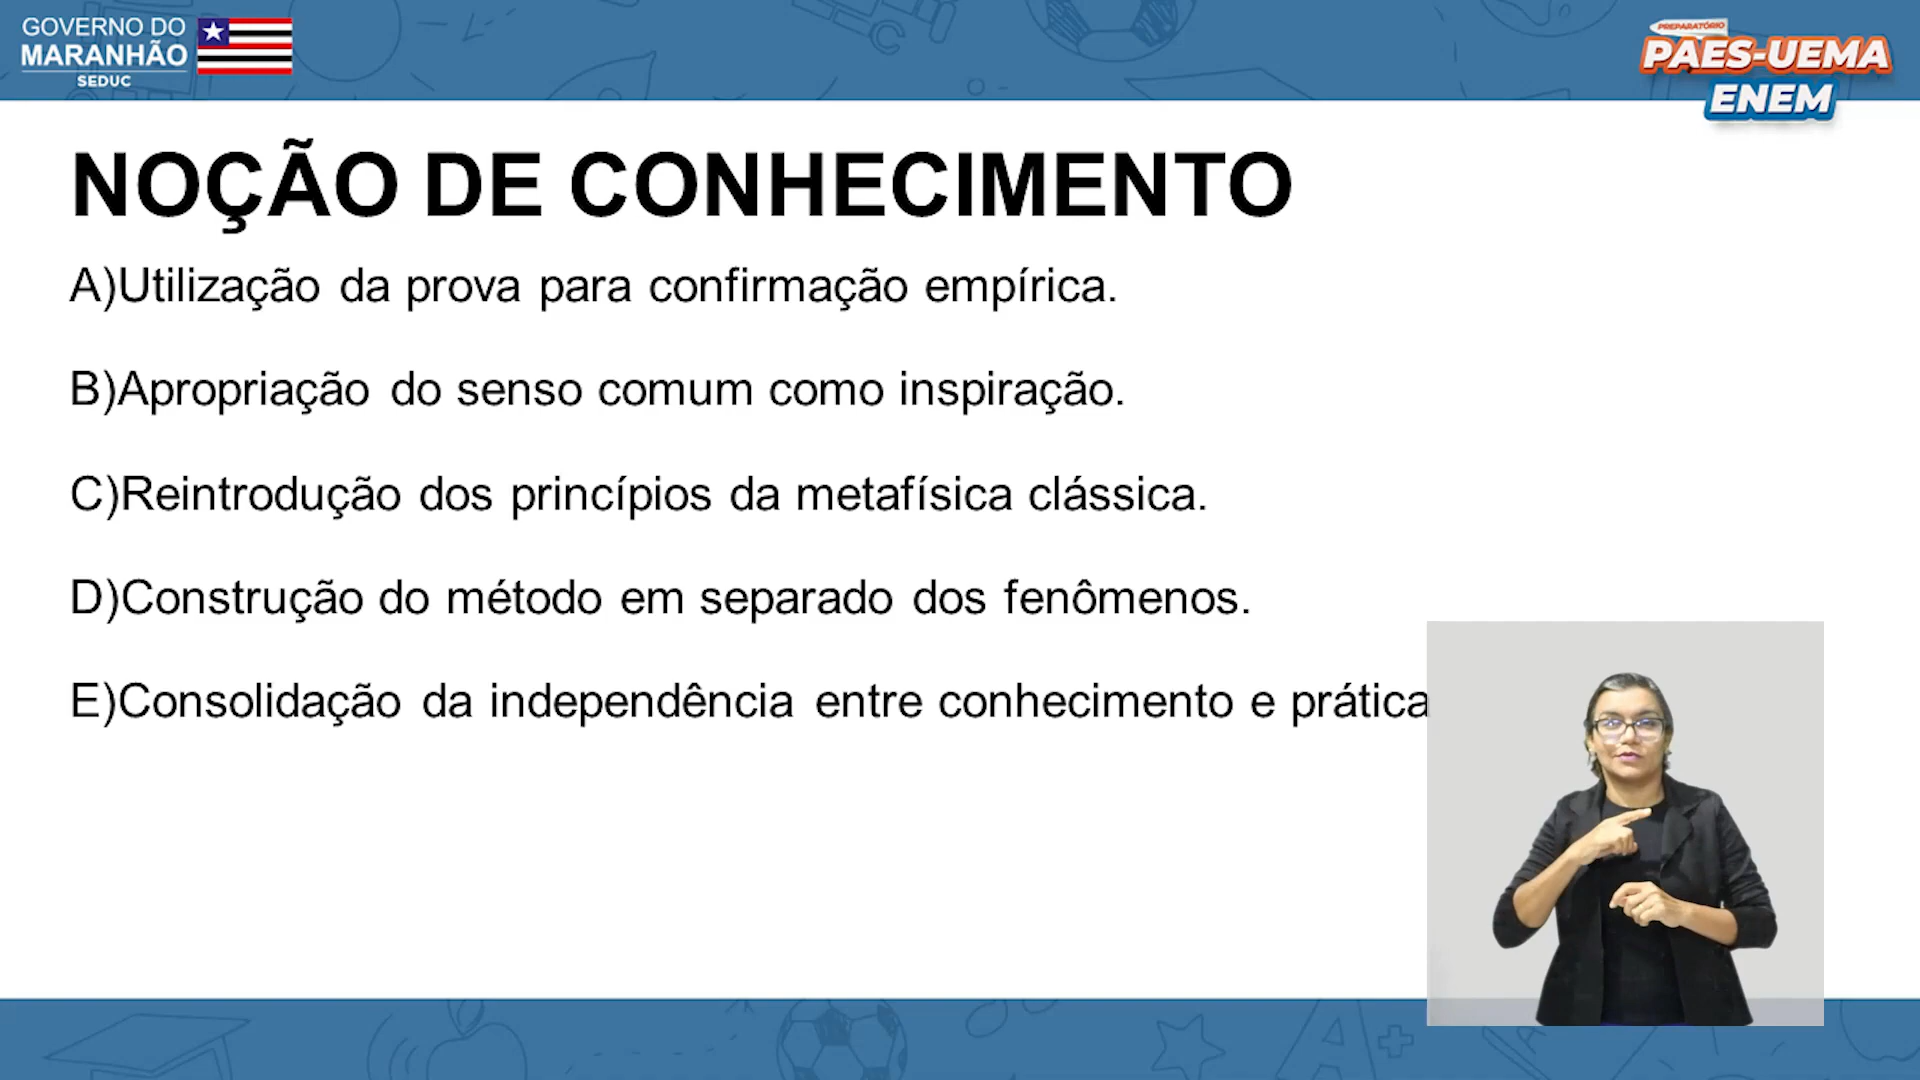 GOVERNO DO
MARANHÃO
SEDUC
PREPARATÓRIO
PAES-UEMA
ENEM
NOÇÃO DE CONHECIMENTO
A)Utilização da prova para confirmação empírica.
B)Apropriação do senso comum como inspiração.
C)Reintrodução dos princípios da metafísica clássica.
D)Construção do método em separado dos fenômenos.
E)Consolidação da independência entre conhecimento e prática
A+